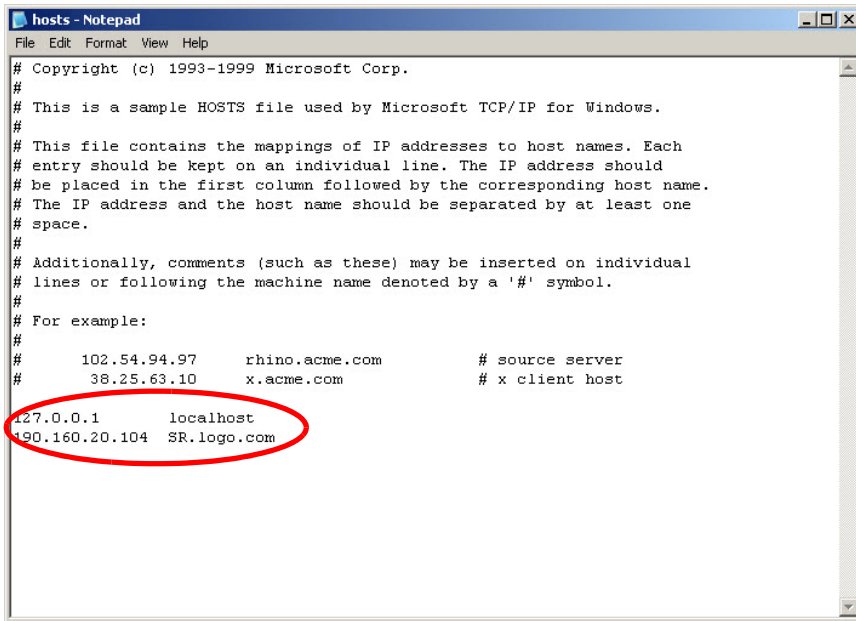 hosts - Notepad
File Edit Format View Help
# Copyright (c) 1993-1999 Microsoft Corp.
#
# This is a sample HOSTS file used by Microsoft TCP/IP for Windows.
#
# This file contains the mappings of IP addresses to host names. Each
# entry should be kept on an individual line. The IP address should
# be placed in the first column followed by the corresponding host name.
# The IP address and the host name should be separated by at least one
# space.
#
# Additionally, comments (such as these) may be inserted on individual
# lines or following the machine name denoted by a '#' symbol.
#
# For example:
#
#      102.54.94.97     rhino.acme.com          # source server
#       38.25.63.10     x.acme.com              # x client host
127.0.0.1       localhost
190.160.20.104  SR.logo.com